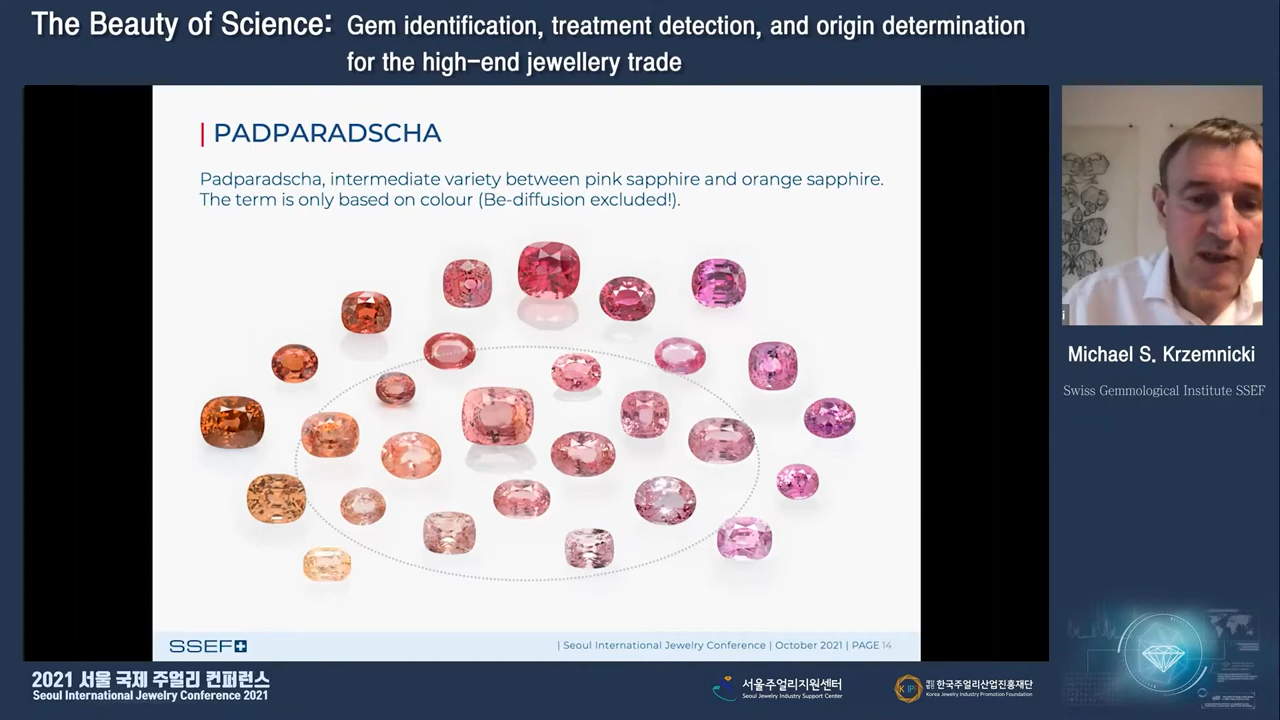 The Beauty of Science: Gem identification, treatment detection, and origin determination
for the high-end jewellery trade
| PADPARADSCHA
Padparadscha, intermediate variety between pink sapphire and orange sapphire.
The term is only based on colour (Be-diffusion excluded!).
Michael S. Krzemnicki
Swiss Gemmological Institute SSEF
SSEF
| Seoul International Jewelry Conference | October 2021 | PAGE 14
2021 서울 국제 주얼리 컨퍼런스
Seoul International Jewelry Conference 2021
서울주얼리지원센터
Seoul Jewelry Industry Support Center
재단법인 한국주얼리산업진흥재단
Korea Jewelry Industry Promotion Foundation